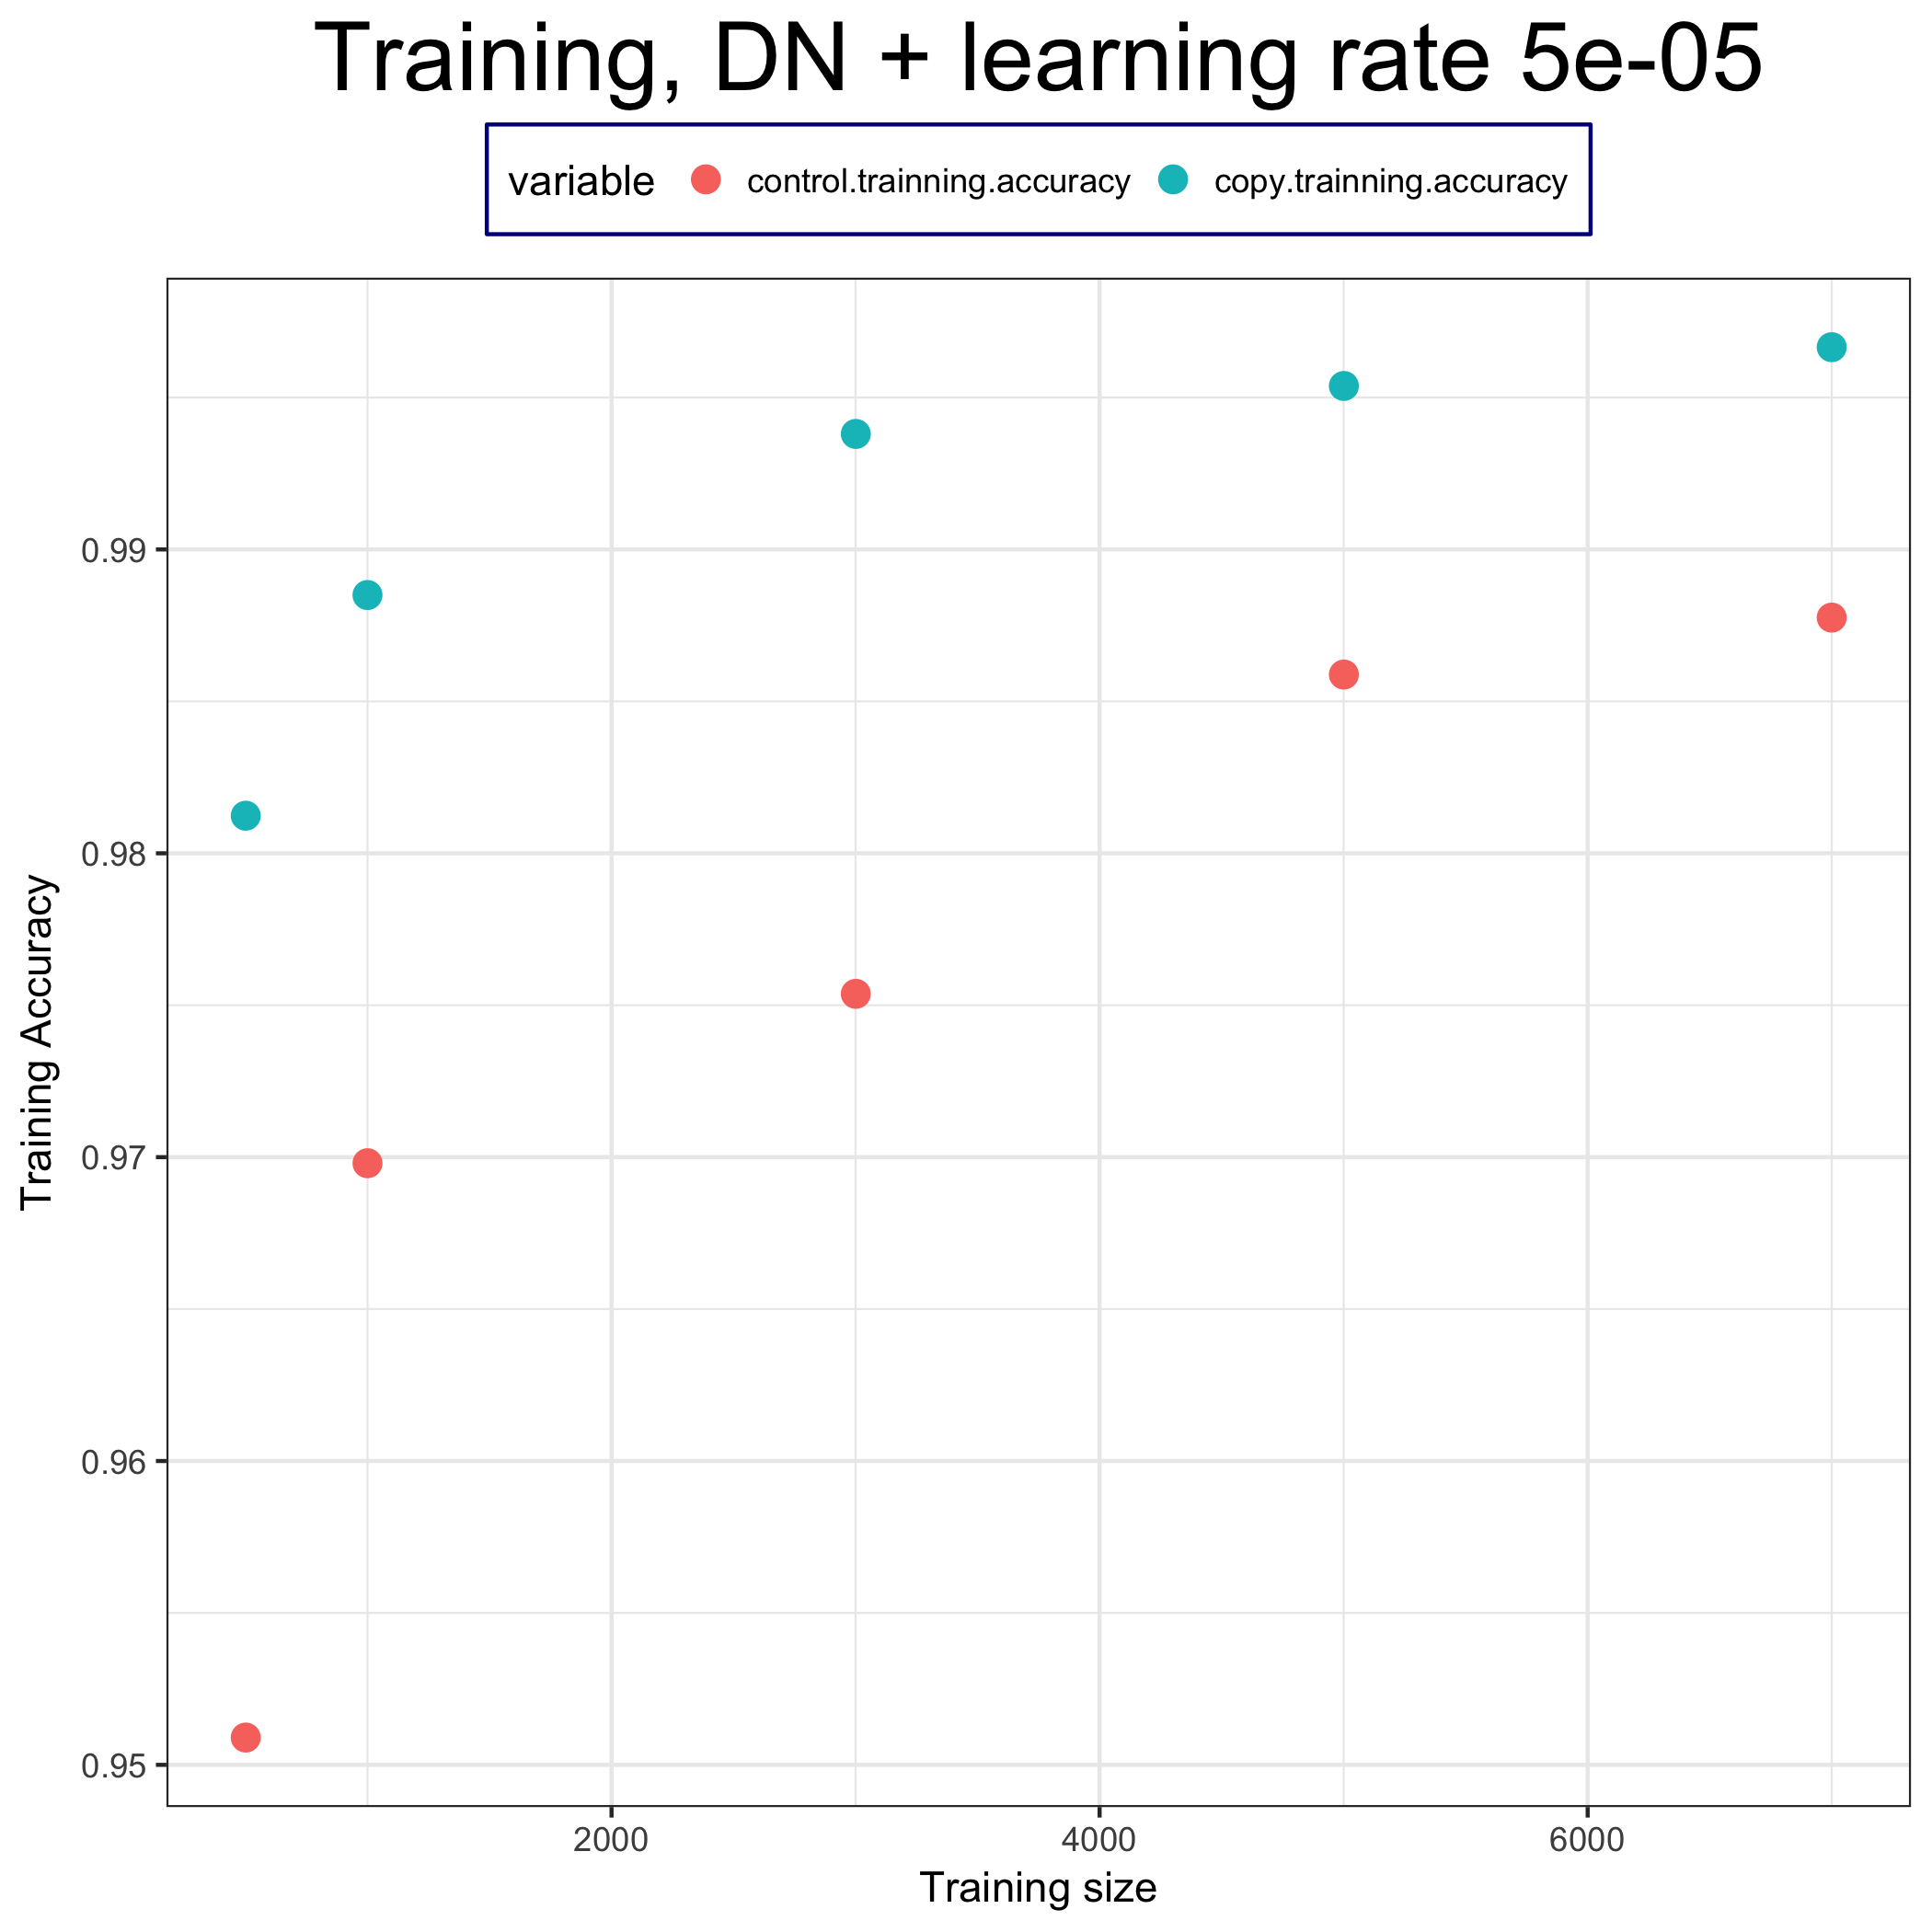 Training, DN + learning rate 5e-05
variable control.trainning.accuracy copy.trainning.accuracy
0.99
0.98
0.97
0.96
0.95
Training Accuracy
2000 4000 6000
Training size